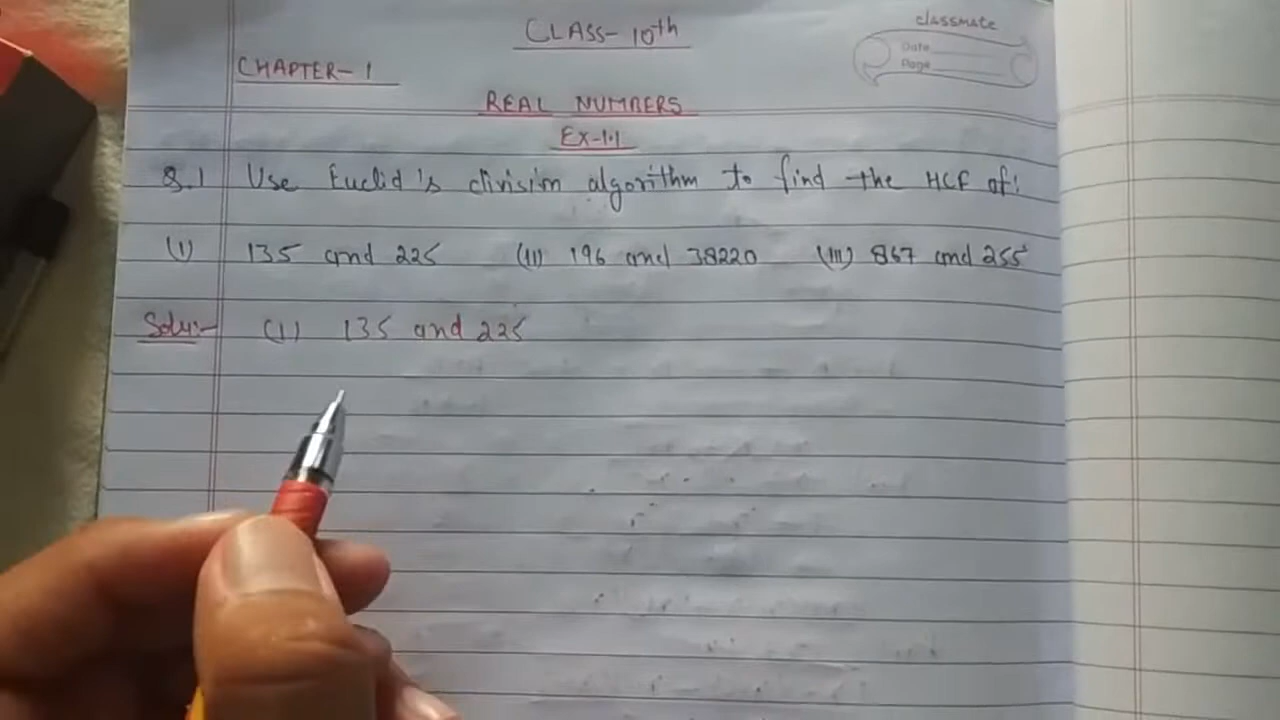 CLASS-10th
classmate
Date
Page
CHAPTER-1
REAL NUMBERS
EX-1.1
Q.1 Use Euclid's division algorithm to find the HCF of:
(I) 135 and 225 (II) 196 and 38220 (III) 867 and 255
Soluː- (I) 135 and 225